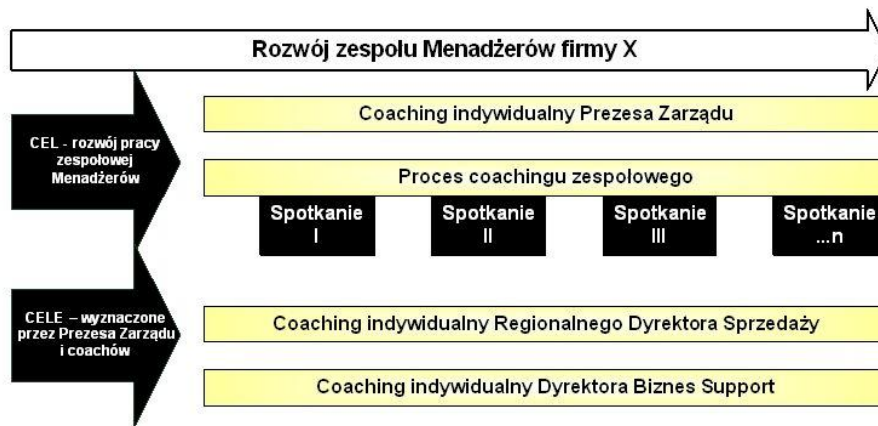 Rozwój zespołu Menadżerów firmy X
CEL - rozwój pracy
zespołowej
Menadżerów
Coaching indywidualny Prezesa Zarządu
Proces coachingu zespołowego
Spotkanie
I
Spotkanie
II
Spotkanie
III
Spotkanie
...n
CELE – wyznaczone
przez Prezesa Zarządu
i coachów
Coaching indywidualny Regionalnego Dyrektora Sprzedaży
Coaching indywidualny Dyrektora Biznes Support